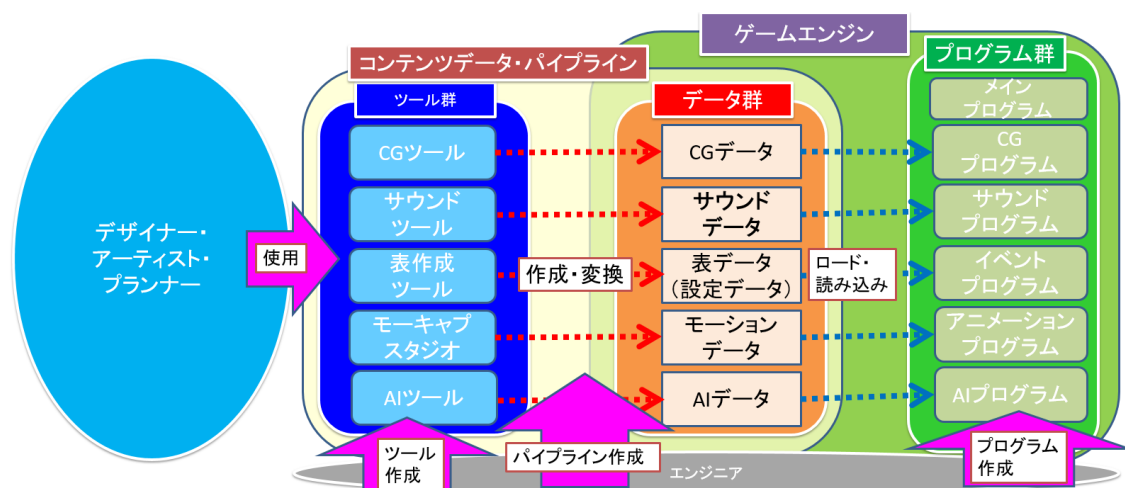 ゲームエンジン
コンテンツデータ・パイプライン
プログラム群
ツール群
データ群
メイン
プログラム
CGツール
CGデータ
CG
プログラム
サウンド
ツール
サウンド
データ
サウンド
プログラム
デザイナー・
アーティスト・
プランナー
使用
表作成
ツール
作成・変換
表データ
(設定データ)
ロード・
読み込み
イベント
プログラム
モーキャプ
スタジオ
モーション
データ
アニメーション
プログラム
AIツール
AIデータ
AIプログラム
ツール
作成
パイプライン作成
プログラム
作成
エンジニア